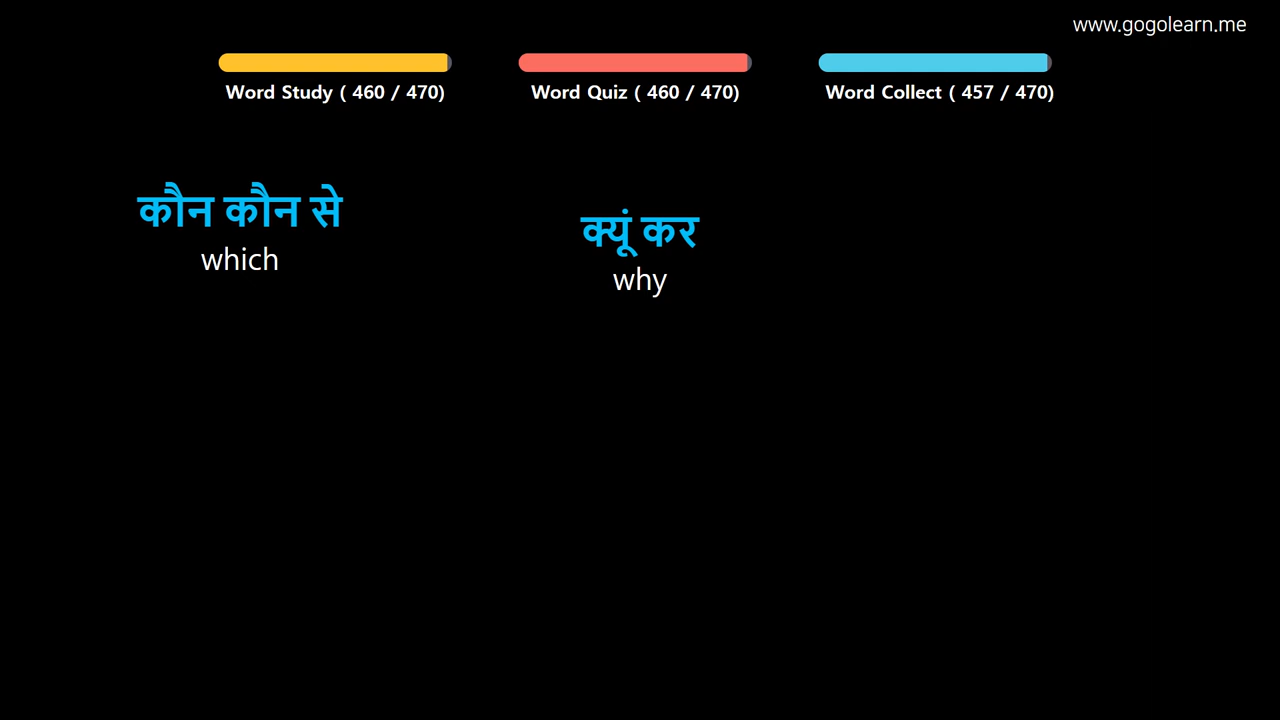 www.gogolearn.me
Word Study ( 460 / 470)
Word Quiz ( 460 / 470)
Word Collect ( 457 / 470)
कौन कौन से
which
क्यूं कर
why